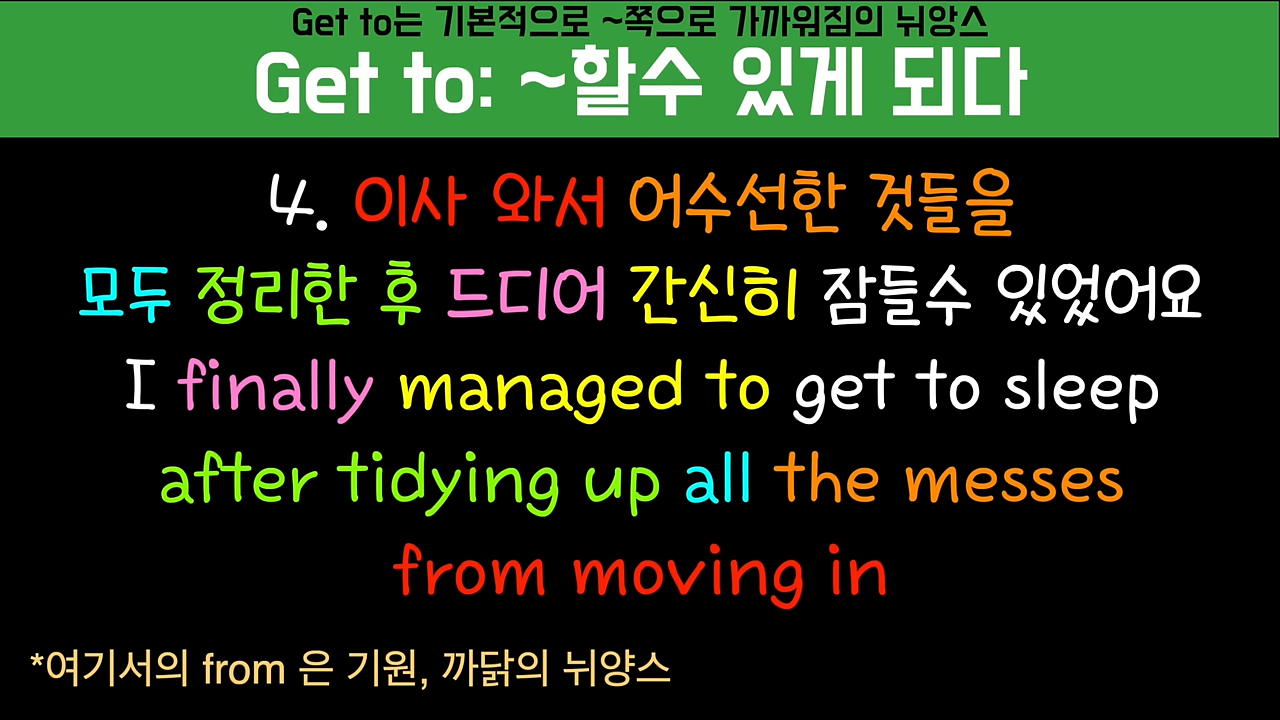 Get to는 기본적으로 ~쪽으로 가까워짐의 뉘앙스
Get to: ~할수 있게 되다
4. 이사 와서 어수선한 것들을
모두 정리한 후 드디어 간신히 잠들수 있었어요
I finally managed to get to sleep
after tidying up all the messes
from moving in
*여기서의 from 은 기원, 까닭의 뉘양스